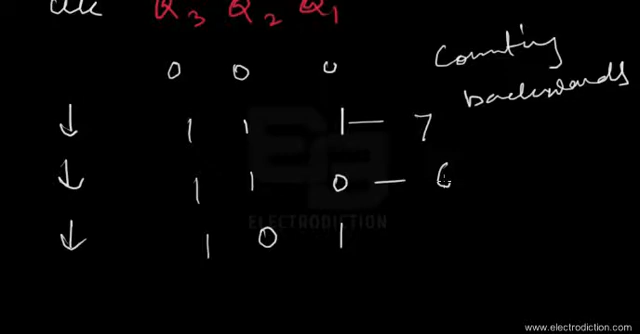 clk Q3 Q2 Q1
0 0 0
Counting
backwards
↓ 1 1 1 — 7
↓ 1 1 0 — 6
↓ 1 0 1
ELECTRODICTION
www.electrodiction.com